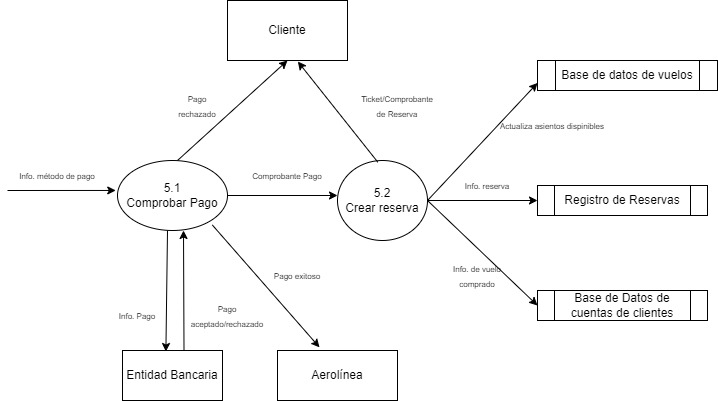 Cliente
Base de datos de vuelos
Pago
rechazado
Ticket/Comprobante
de Reserva
Actualiza asientos dispinibles
Info. método de pago
5.1
Comprobar Pago
Comprobante Pago
5.2
Crear reserva
Info. reserva
Registro de Reservas
Pago exitoso
Info. de vuelo
comprado
Base de Datos de
cuentas de clientes
Info. Pago
Pago
aceptado/rechazado
Entidad Bancaria
Aerolínea